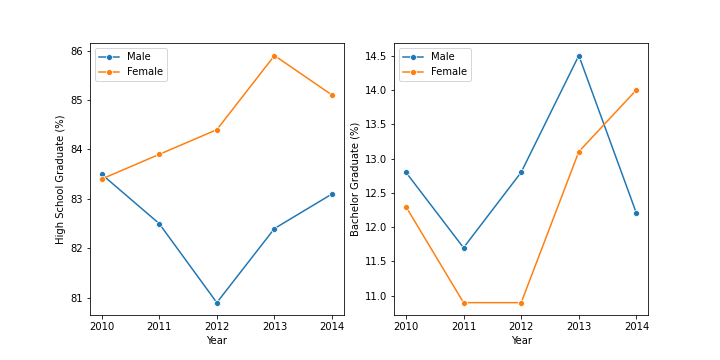 High School Graduate (%)
86
85
84
83
82
81
Male
Female
2010 2011 2012 2013 2014
Year
Bachelor Graduate (%)
14.5
14.0
13.5
13.0
12.5
12.0
11.5
11.0
Male
Female
2010 2011 2012 2013 2014
Year